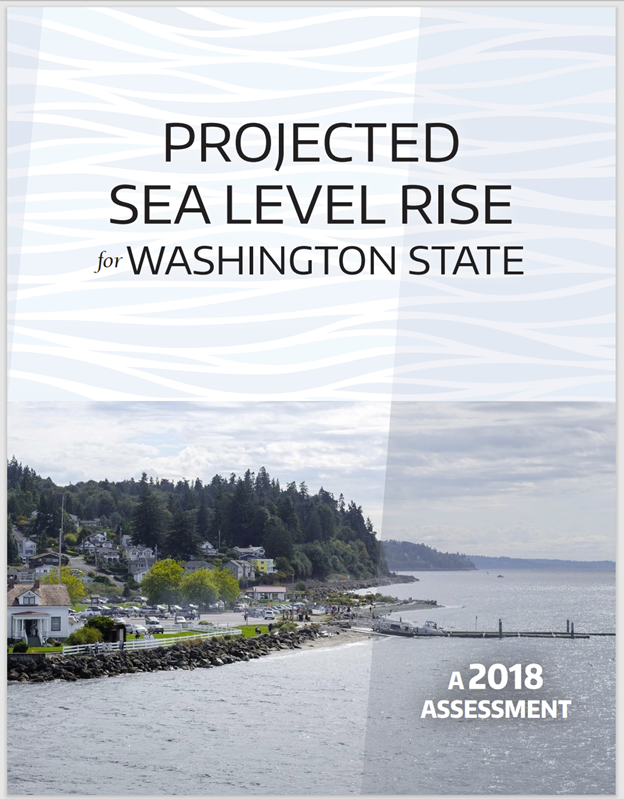 PROJECTED
SEA LEVEL RISE
for WASHINGTON STATE
A 2018
ASSESSMENT